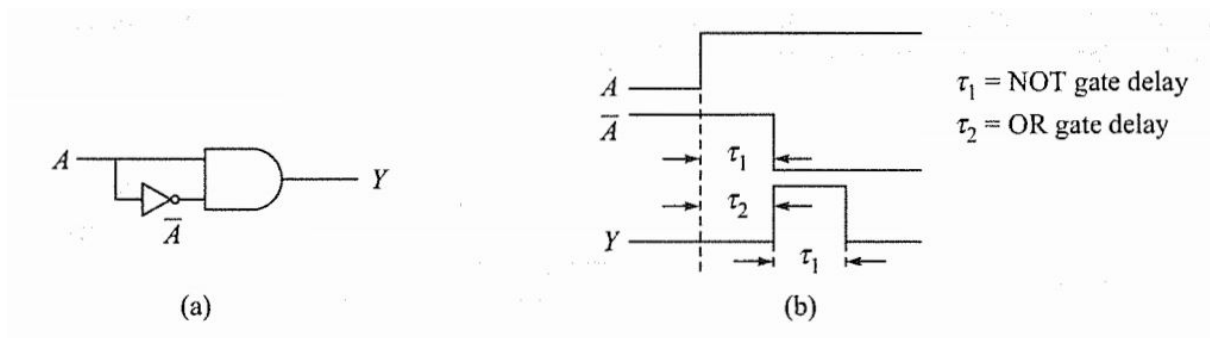 A
Y
A̅
(a)
A
A̅
τ₁
τ₂
Y
τ₁
(b)
τ₁ = NOT gate delay
τ₂ = OR gate delay